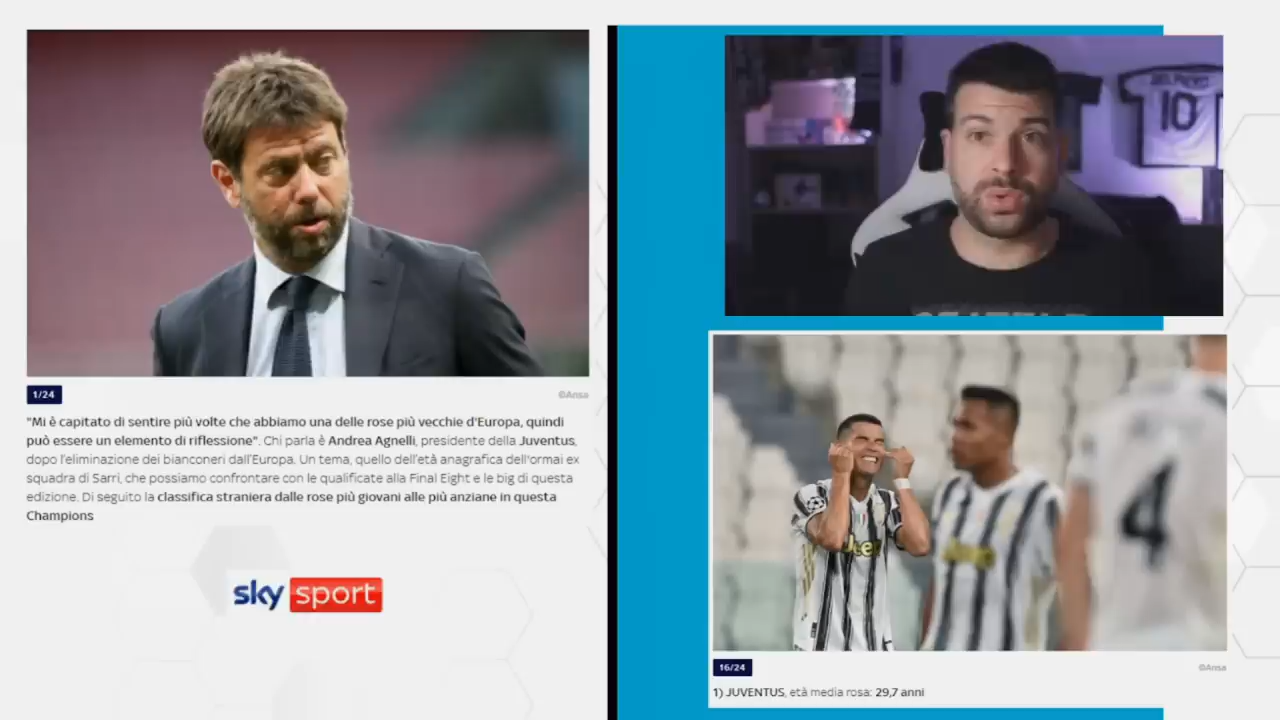 1/24
©Ansa
"Mi è capitato di sentire più volte che abbiamo una delle rose più vecchie d'Europa, quindi
può essere un elemento di riflessione". Chi parla è Andrea Agnelli, presidente della Juventus,
dopo l'eliminazione dei bianconeri dall'Europa. Un tema, quello dell'età anagrafica dell'ormai ex
squadra di Sarri, che possiamo confrontare con le qualificate alla Final Eight e le big di questa
edizione. Di seguito la classifica straniera dalle rose più giovani alle più anziane in questa
Champions
sky sport
10
Jeep
Jeep
4
16/24
©Ansa
1) JUVENTUS, età media rosa: 29,7 anni